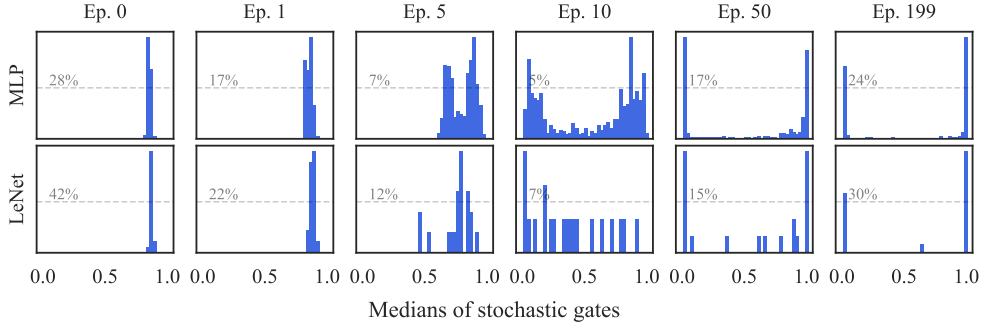 Ep. 0 Ep. 1 Ep. 5 Ep. 10 Ep. 50 Ep. 199
MLP
28% 17% 7% 5% 17% 24%
LeNet
42% 22% 12% 7% 15% 30%
0.0 0.5 1.0 0.0 0.5 1.0 0.0 0.5 1.0 0.0 0.5 1.0 0.0 0.5 1.0 0.0 0.5 1.0
Medians of stochastic gates